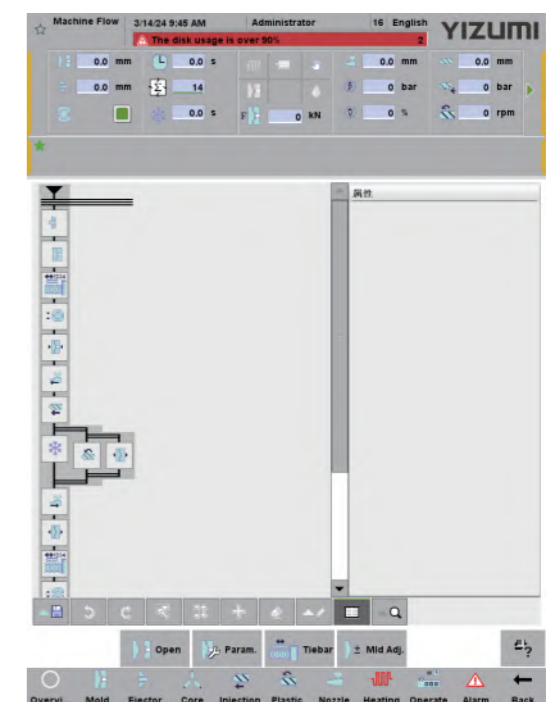 Machine Flow 3/14/24 9:45 AM Administrator 16 English YIZUMI
The disk usage is over 90% 2
0.0 mm 0.0 s 0.0 mm 0.0 mm
0.0 mm 14 0 bar 0 bar
0.0 s F 0 kN 0 % 0 rpm
属性
Open Param. Tiebar ± Mid Adj. ?
Overvi Mold Ejector Core Injection Plastic Nozzle Heating Operate Alarm Back